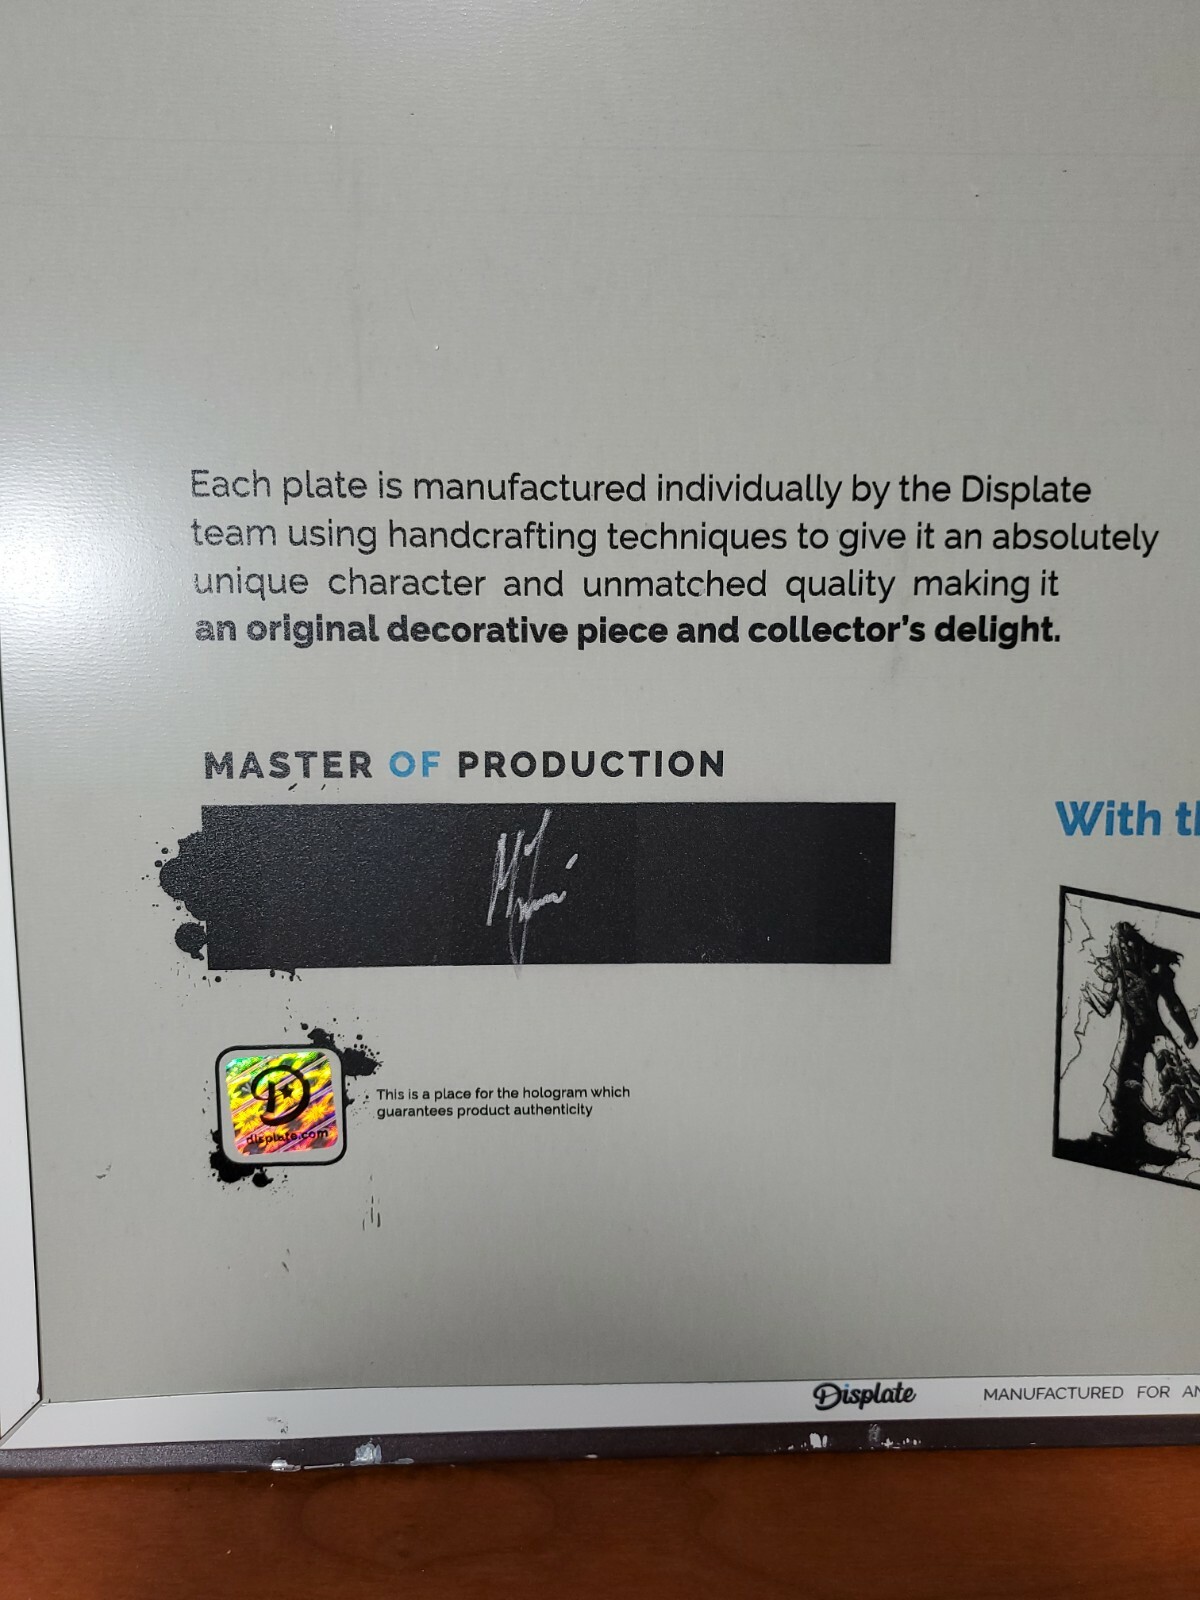 Each plate is manufactured individually by the Displate
team using handcrafting techniques to give it an absolutely
unique character and unmatched quality making it
an original decorative piece and collector's delight.
MASTER OF PRODUCTION
With
displate.com
This is a place for the hologram which
guarantees product authenticity
Displate
MANUFACTURED FOR